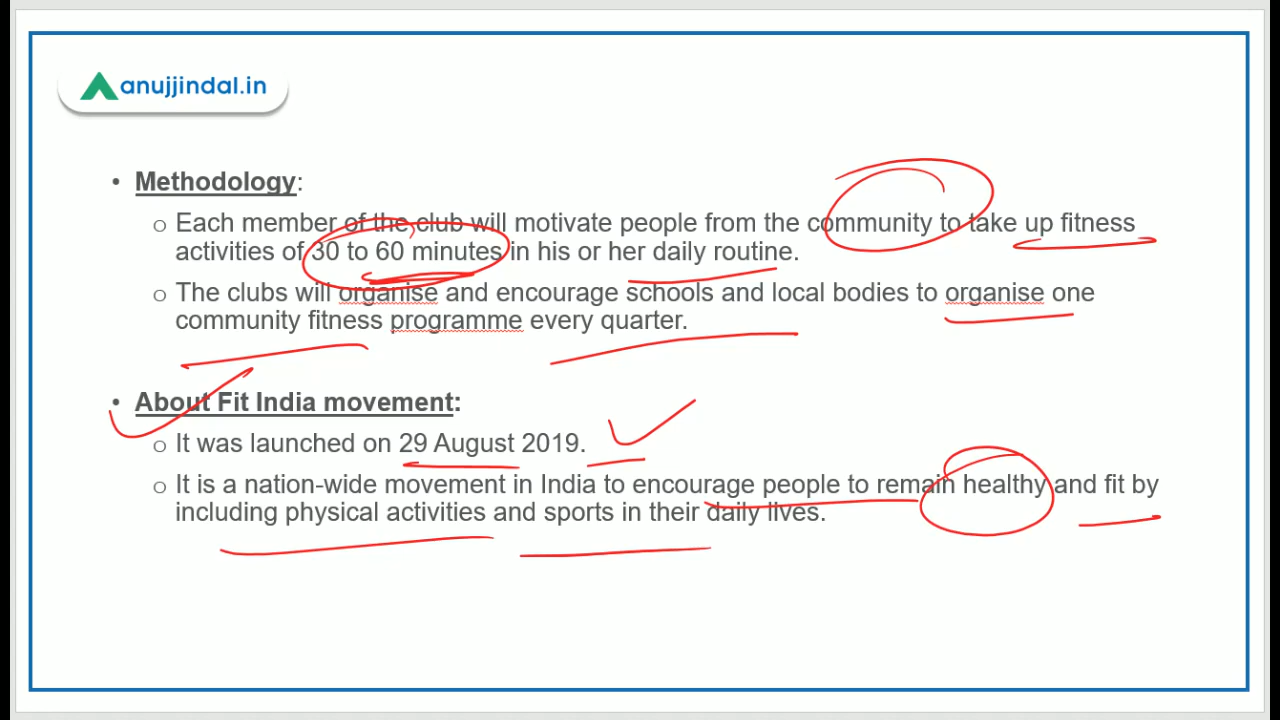 anujjindal.in
• Methodology:
o Each member of the club will motivate people from the community to take up fitness
activities of 30 to 60 minutes in his or her daily routine.
o The clubs will organise and encourage schools and local bodies to organise one
community fitness programme every quarter.
• About Fit India movement:
o It was launched on 29 August 2019.
o It is a nation-wide movement in India to encourage people to remain healthy and fit by
including physical activities and sports in their daily lives.